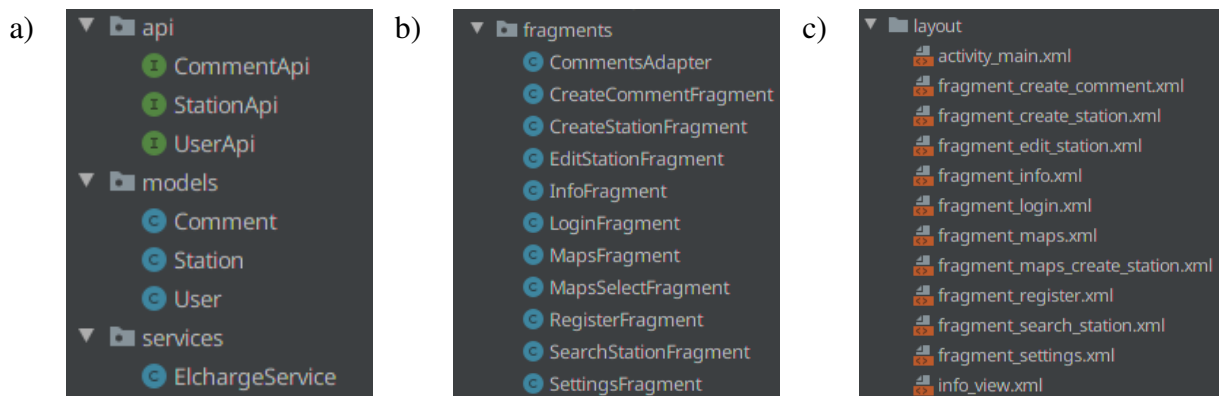 a)
api
CommentApi
StationApi
UserApi
models
Comment
Station
User
services
ElchargeService
b)
fragments
CommentsAdapter
CreateCommentFragment
CreateStationFragment
EditStationFragment
InfoFragment
LoginFragment
MapsFragment
MapsSelectFragment
RegisterFragment
SearchStationFragment
SettingsFragment
c)
layout
activity_main.xml
fragment_create_comment.xml
fragment_create_station.xml
fragment_edit_station.xml
fragment_info.xml
fragment_login.xml
fragment_maps.xml
fragment_maps_create_station.xml
fragment_register.xml
fragment_search_station.xml
fragment_settings.xml
info_view.xml